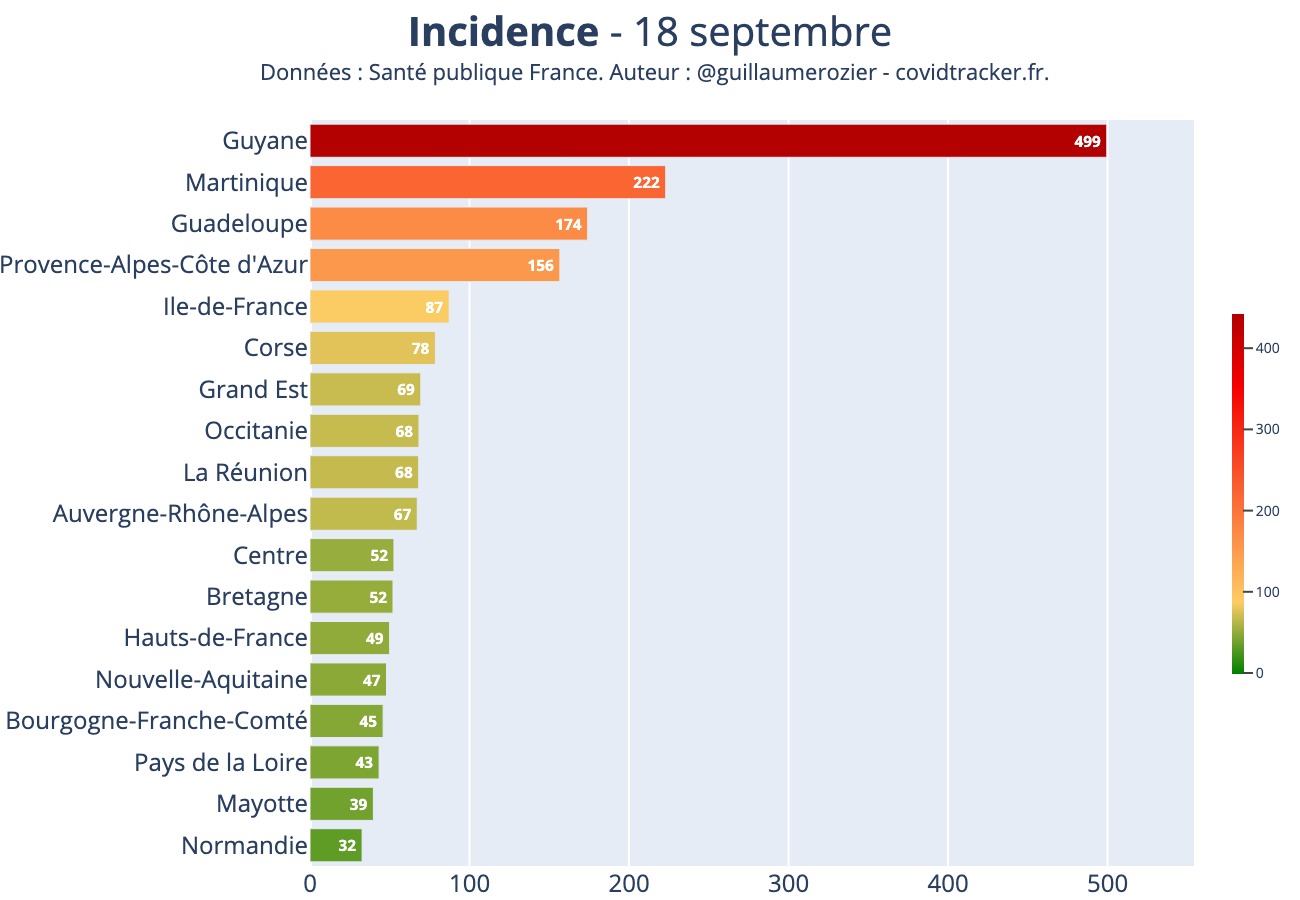 Incidence - 18 septembre
Données : Santé publique France. Auteur : @guillaumerozier - covidtracker.fr.
Guyane 499
Martinique 222
Guadeloupe 174
Provence-Alpes-Côte d'Azur 156
Ile-de-France 87
Corse 78
Grand Est 69
Occitanie 68
La Réunion 68
Auvergne-Rhône-Alpes 67
Centre 52
Bretagne 52
Hauts-de-France 49
Nouvelle-Aquitaine 47
Bourgogne-Franche-Comté 45
Pays de la Loire 43
Mayotte 39
Normandie 32
0 100 200 300 400 500
400
300
200
100
0